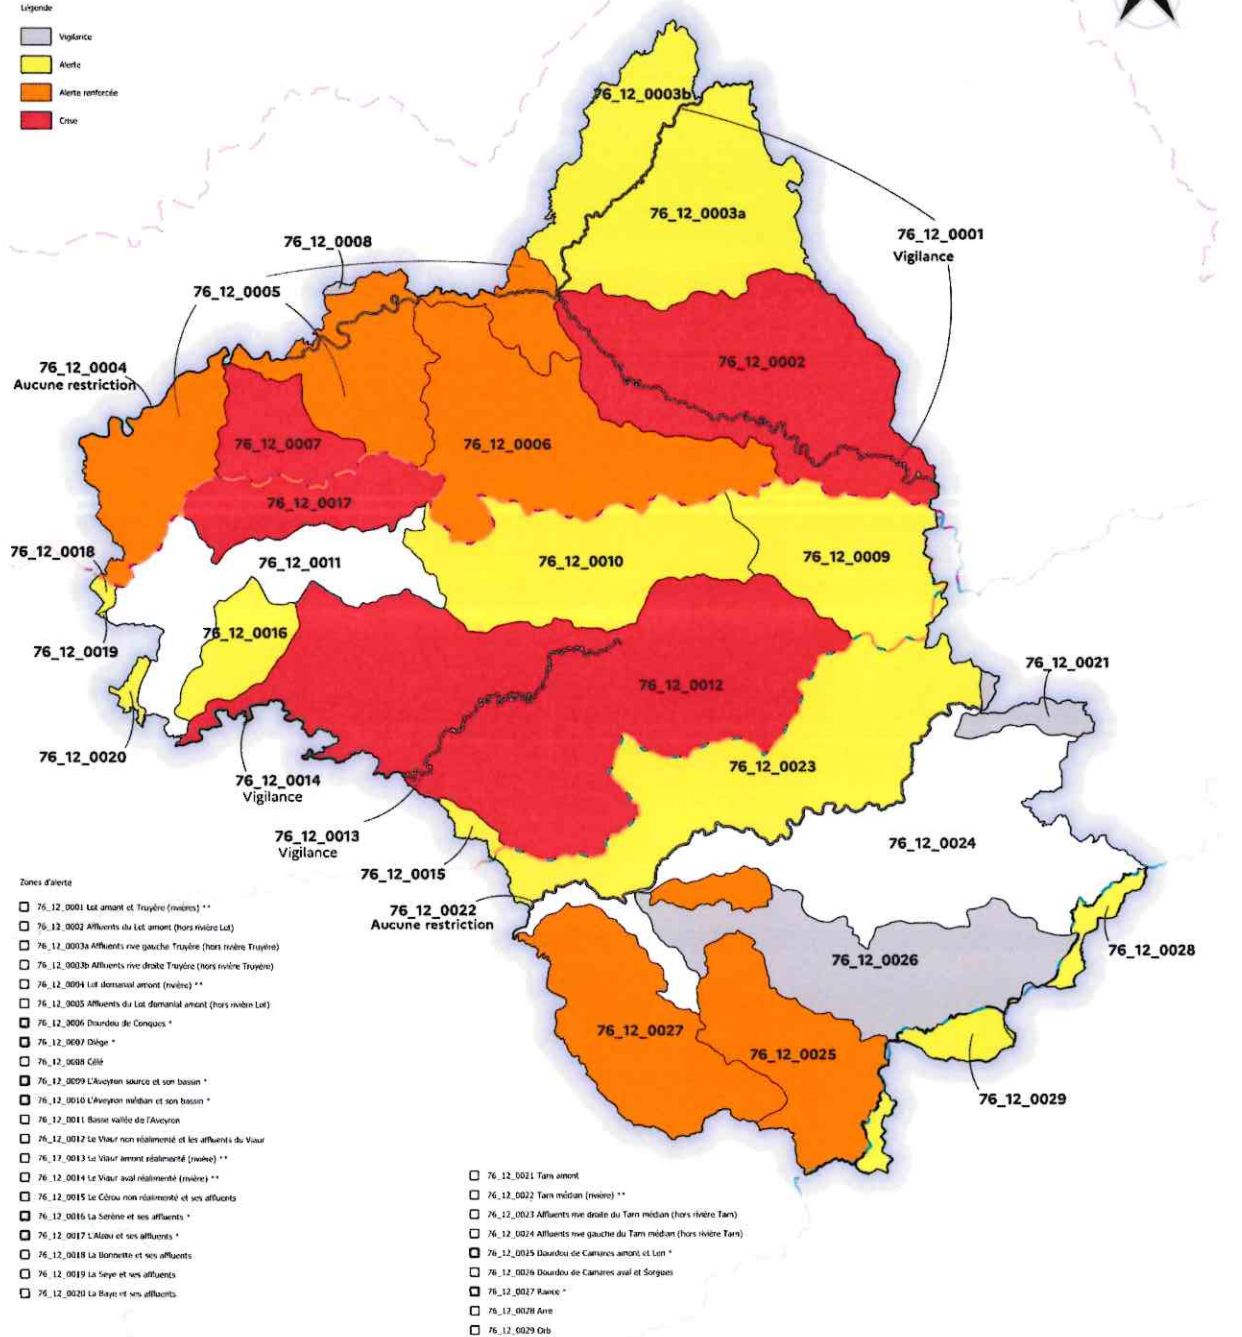 Légende
Vigilance
Alerte
Alerte renforcée
Crise
76_12_0003b
76_12_0003a
76_12_0001
Vigilance
76_12_0008
76_12_0005
76_12_0004
Aucune restriction
76_12_0002
76_12_0007
76_12_0006
76_12_0017
76_12_0018
76_12_0011
76_12_0010
76_12_0009
76_12_0016
76_12_0019
76_12_0021
76_12_0012
76_12_0020
76_12_0023
76_12_0014
Vigilance
76_12_0013
Vigilance
76_12_0015
76_12_0024
76_12_0022
Aucune restriction
76_12_0028
76_12_0026
76_12_0027
76_12_0025
76_12_0029
Zones d'alerte
76_12_0001 Lot amont et Truyère (rivières) **
76_12_0002 Affluents du Lot amont (hors rivière Lot)
76_12_0003a Affluents rive gauche Truyère (hors rivière Truyère)
76_12_0003b Affluents rive droite Truyère (hors rivière Truyère)
76_12_0004 Lot domanial amont (rivière) **
76_12_0005 Affluents du Lot domanial amont (hors rivière Lot)
76_12_0006 Dourdou de Conques *
76_12_0007 Diège *
76_12_0008 Célé
76_12_0009 L'Aveyron source et son bassin *
76_12_0010 L'Aveyron médian et son bassin *
76_12_0011 Basse vallée de l'Aveyron
76_12_0012 Le Viaur non réalimenté et les affluents du Viaur
76_12_0013 Le Viaur amont réalimenté (rivière) **
76_12_0014 Le Viaur aval réalimenté (rivière) **
76_12_0015 Le Cérou non réalimenté et ses affluents
76_12_0016 La Serène et ses affluents *
76_12_0017 L'Alzou et ses affluents *
76_12_0018 La Bonnette et ses affluents
76_12_0019 La Seye et ses affluents
76_12_0020 La Baye et ses affluents
76_12_0021 Tarn amont
76_12_0022 Tarn médian (rivière) **
76_12_0023 Affluents rive droite du Tarn médian (hors rivière Tarn)
76_12_0024 Affluents rive gauche du Tarn médian (hors rivière Tarn)
76_12_0025 Dourdou de Camares amont et Len *
76_12_0026 Dourdou de Camares aval et Sorgues
76_12_0027 Rance *
76_12_0028 Arre
76_12_0029 Orb